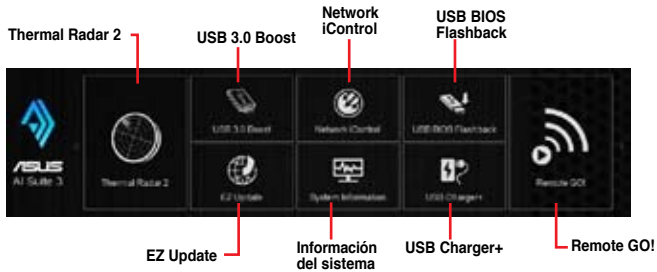 Thermal Radar 2
USB 3.0 Boost
Network
iControl
USB BIOS
Flashback
ASUS
AI Suite 3
Thermal Radar 2
USB 3.0 Boost
Network iControl
USB BIOS Flashback
Remote GO!
EZ Update
System Information
USB Charger+
EZ Update
Información
del sistema
USB Charger+
Remote GO!